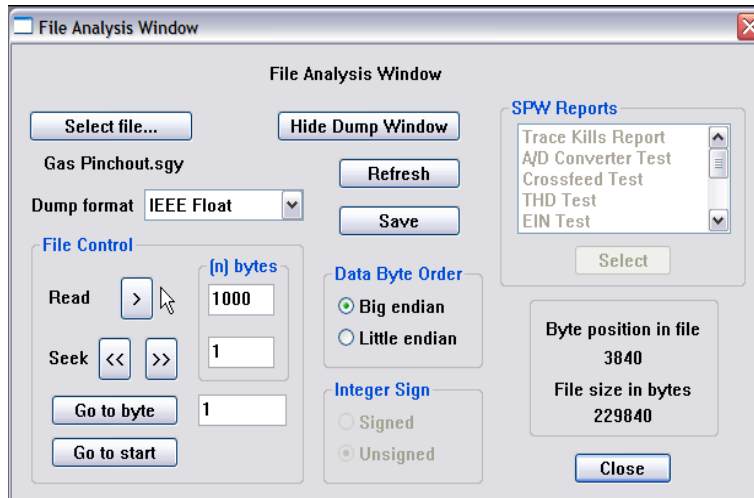 File Analysis Window
File Analysis Window
Select file...
Hide Dump Window
Gas Pinchout.sgy
Refresh
Dump format
IEEE Float
Save
File Control
(n) bytes
Read
>
1000
Seek
<<
>>
1
Go to byte
1
Go to start
Data Byte Order
Big endian
Little endian
Integer Sign
Signed
Unsigned
SPW Reports
Trace Kills Report
A/D Converter Test
Crossfeed Test
THD Test
EIN Test
Select
Byte position in file
3840
File size in bytes
229840
Close